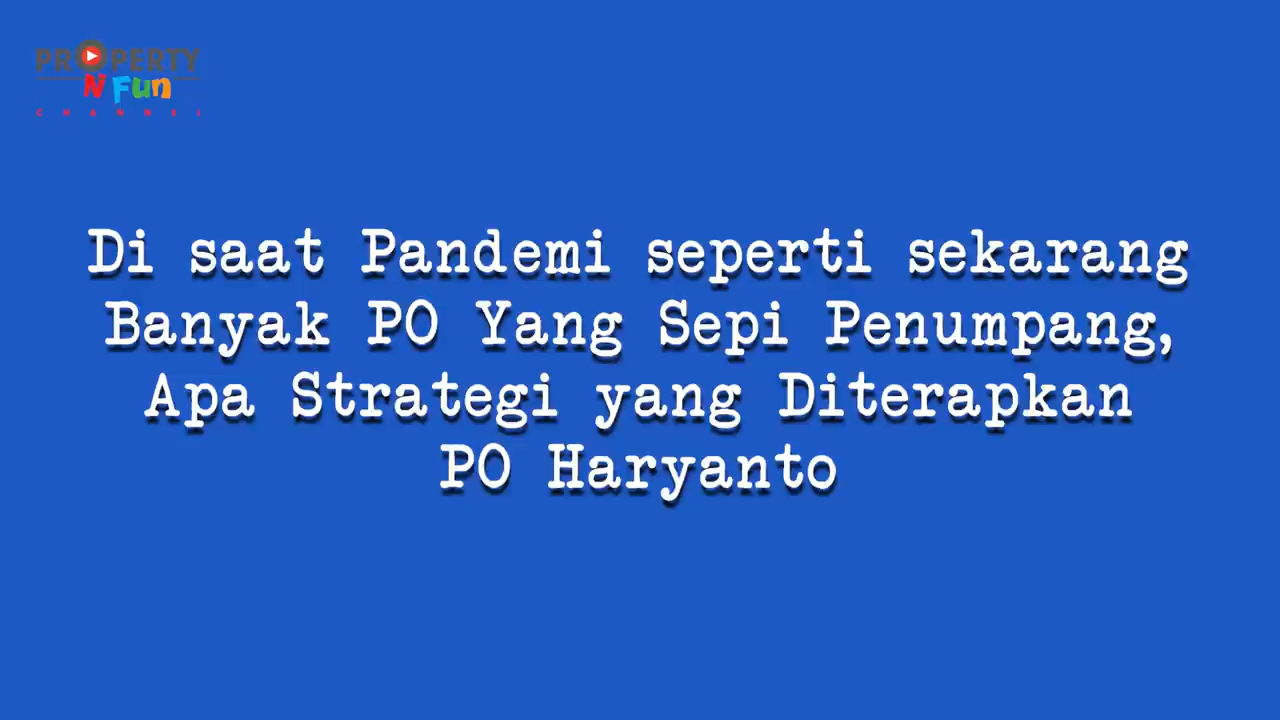 PROPERTY
N Fun
CHANNEL
Di saat Pandemi seperti sekarang
Banyak PO Yang Sepi Penumpang,
Apa Strategi yang Diterapkan
PO Haryanto